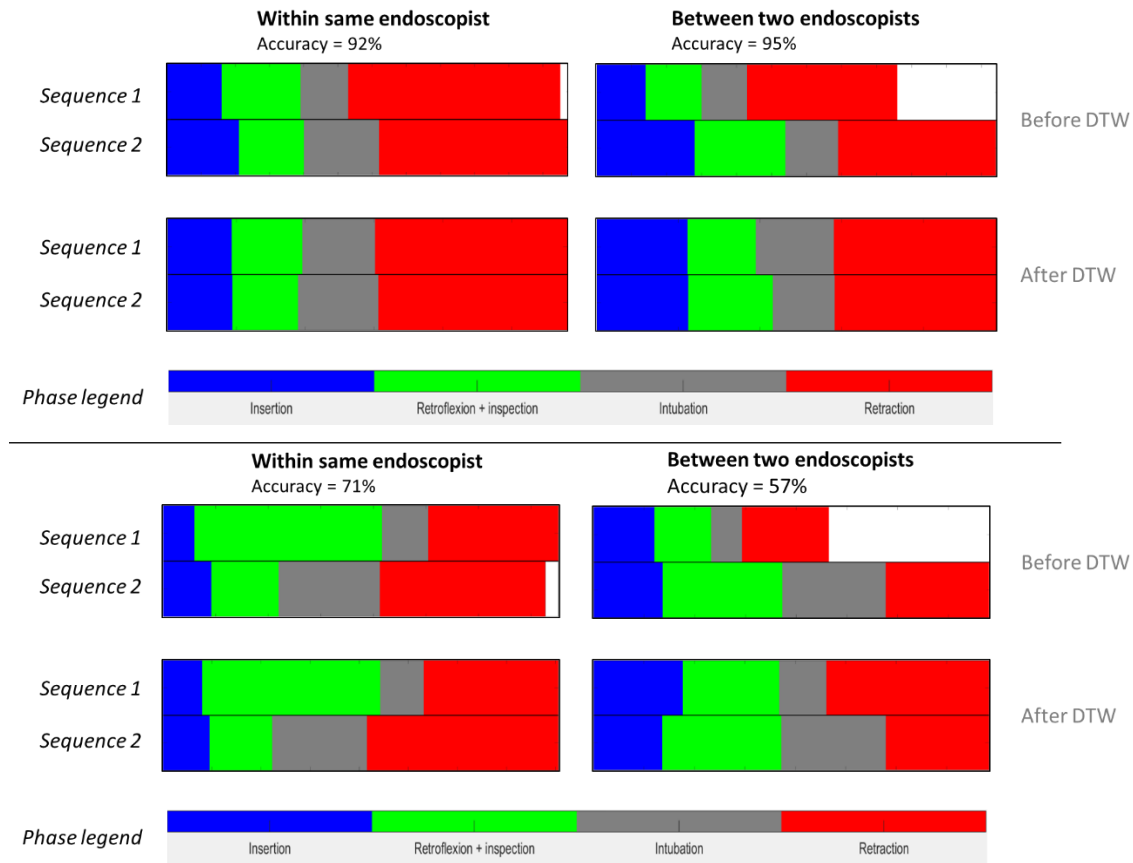 Within same endoscopist
Accuracy = 92%
Between two endoscopists
Accuracy = 95%
Sequence 1
Sequence 2
Before DTW
Sequence 1
Sequence 2
After DTW
Phase legend
Insertion
Retroflexion + inspection
Intubation
Retraction
Within same endoscopist
Accuracy = 71%
Between two endoscopists
Accuracy = 57%
Sequence 1
Sequence 2
Before DTW
Sequence 1
Sequence 2
After DTW
Phase legend
Insertion
Retroflexion + inspection
Intubation
Retraction